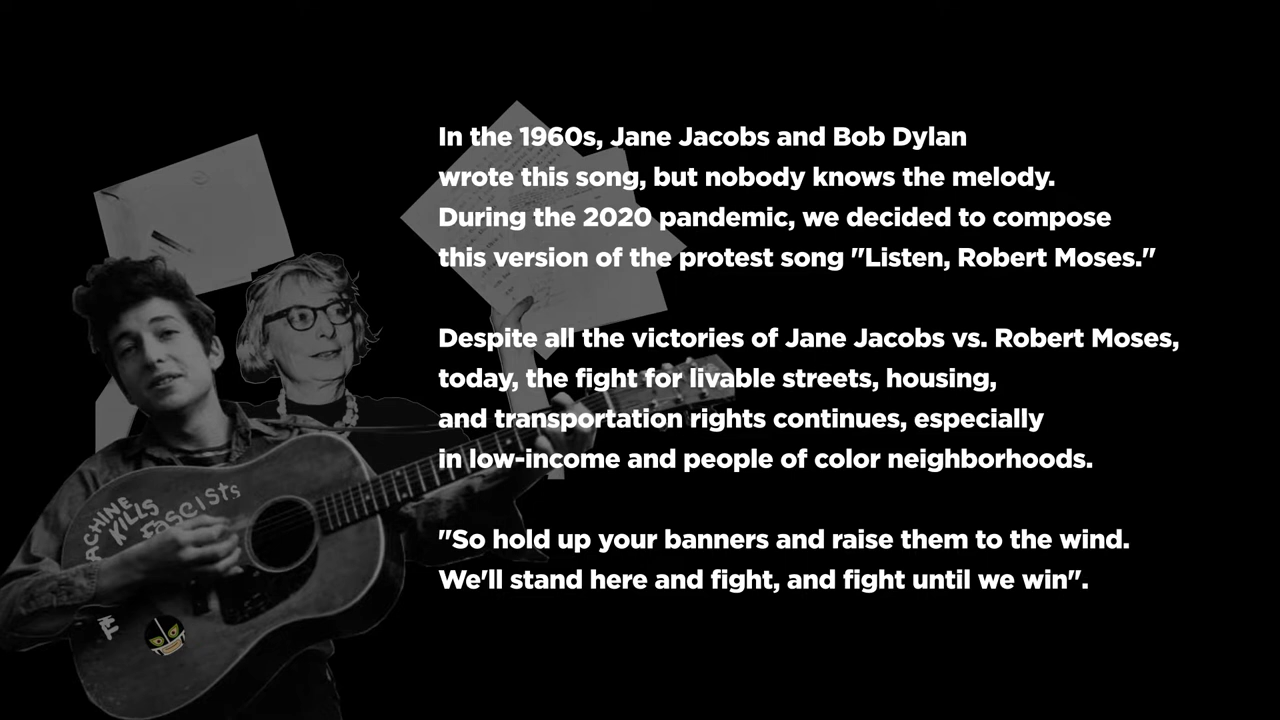 In the 1960s, Jane Jacobs and Bob Dylan
wrote this song, but nobody knows the melody.
During the 2020 pandemic, we decided to compose
this version of the protest song "Listen, Robert Moses."
Despite all the victories of Jane Jacobs vs. Robert Moses,
today, the fight for livable streets, housing,
and transportation rights continues, especially
in low-income and people of color neighborhoods.
"So hold up your banners and raise them to the wind.
We'll stand here and fight, and fight until we win".
KILLS
FascIStS